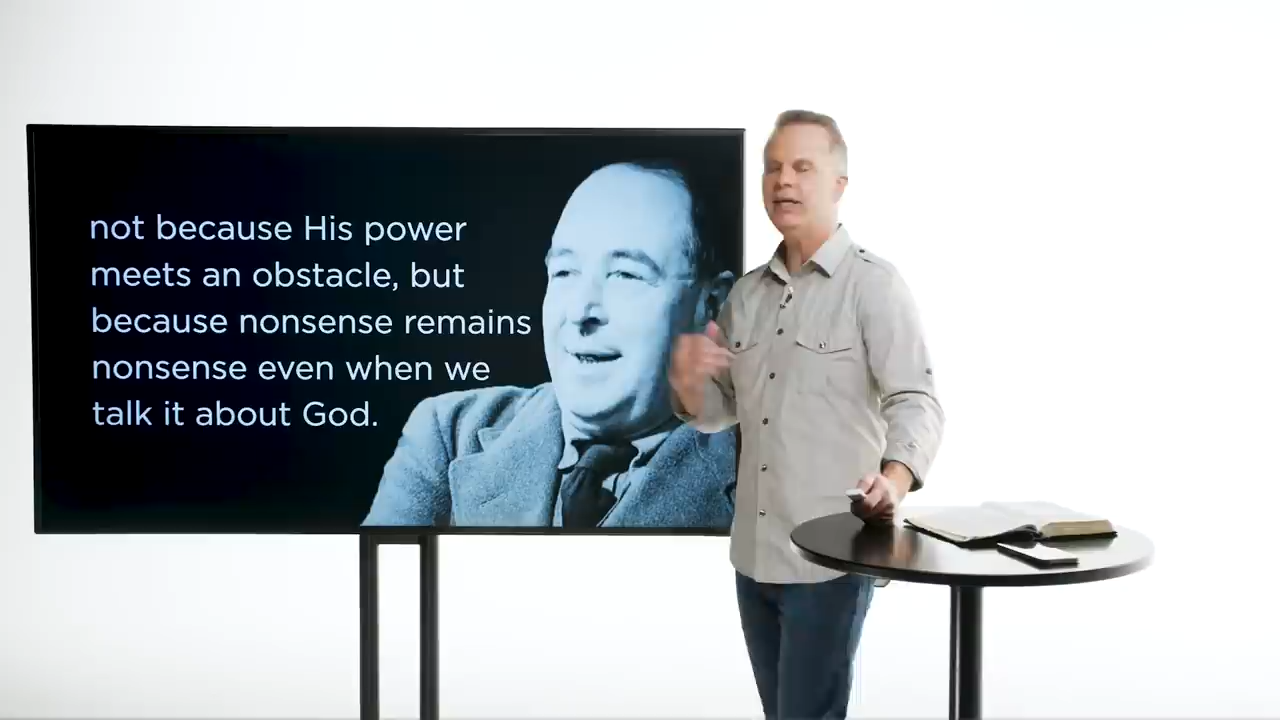 not because His power
meets an obstacle, but
because nonsense remains
nonsense even when we
talk it about God.